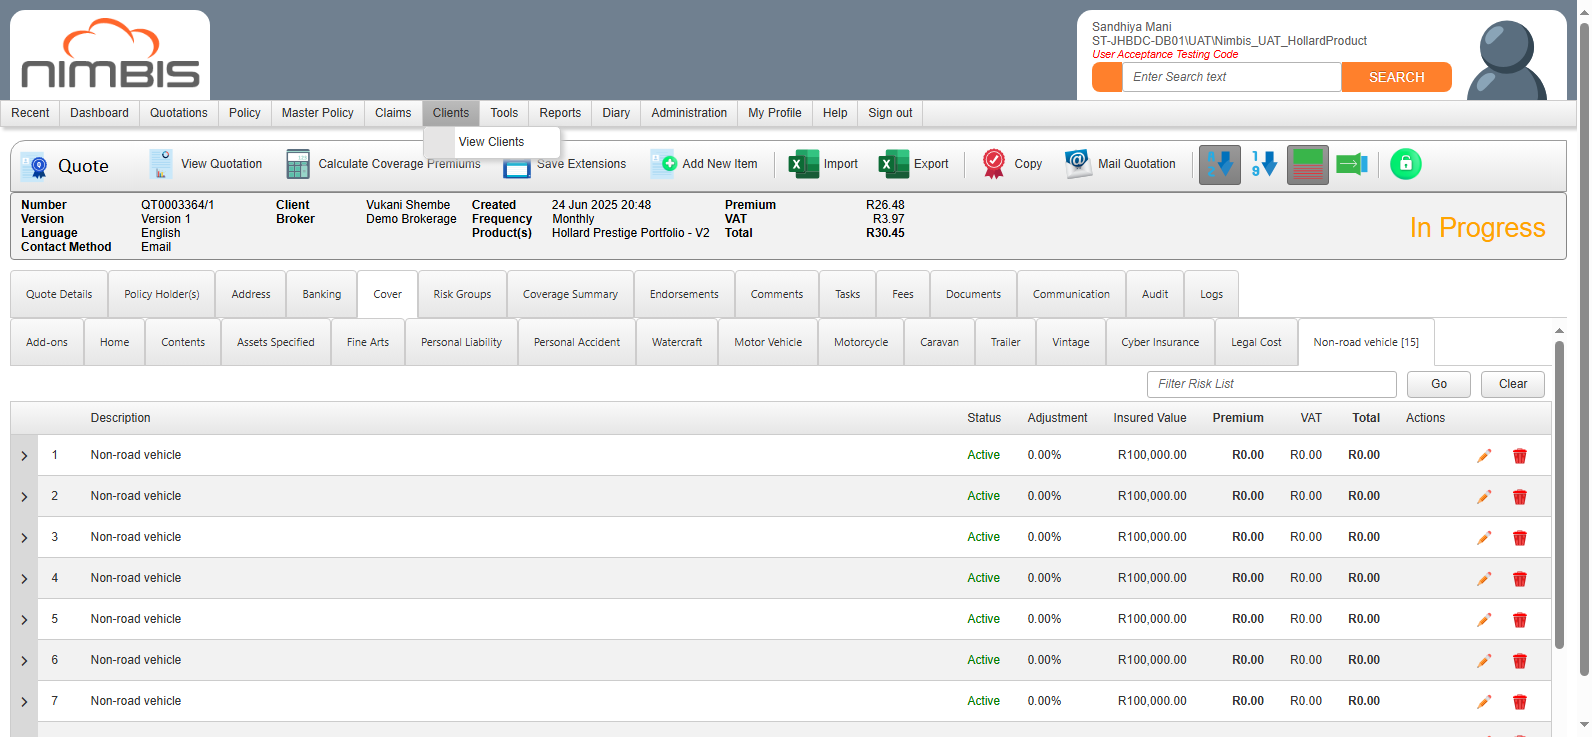 NIMBIS
Sandhiya Mani
ST-JHBDC-DB01\UAT\Nimbis_UAT_HollardProduct
User Acceptance Testing Code
Enter Search text
SEARCH
Recent Dashboard Quotations Policy Master Policy Claims Clients Tools Reports Diary Administration My Profile Help Sign out
View Clients
Quote View Quotation Calculate Coverage Premiums Save Extensions Add New Item Import Export Copy Mail Quotation
Number QT0003364/1 Client Vukani Shembe Created 24 Jun 2025 20:48 Premium R26.48
Version Version 1 Broker Demo Brokerage Frequency Monthly VAT R3.97
Language English Product(s) Hollard Prestige Portfolio - V2 Total R30.45
Contact Method Email
In Progress
Quote Details Policy Holder(s) Address Banking Cover Risk Groups Coverage Summary Endorsements Comments Tasks Fees Documents Communication Audit Logs
Add-ons Home Contents Assets Specified Fine Arts Personal Liability Personal Accident Watercraft Motor Vehicle Motorcycle Caravan Trailer Vintage Cyber Insurance Legal Cost Non-road vehicle [15]
Filter Risk List Go Clear
Description Status Adjustment Insured Value Premium VAT Total Actions
1 Non-road vehicle Active 0.00% R100,000.00 R0.00 R0.00 R0.00
2 Non-road vehicle Active 0.00% R100,000.00 R0.00 R0.00 R0.00
3 Non-road vehicle Active 0.00% R100,000.00 R0.00 R0.00 R0.00
4 Non-road vehicle Active 0.00% R100,000.00 R0.00 R0.00 R0.00
5 Non-road vehicle Active 0.00% R100,000.00 R0.00 R0.00 R0.00
6 Non-road vehicle Active 0.00% R100,000.00 R0.00 R0.00 R0.00
7 Non-road vehicle Active 0.00% R100,000.00 R0.00 R0.00 R0.00